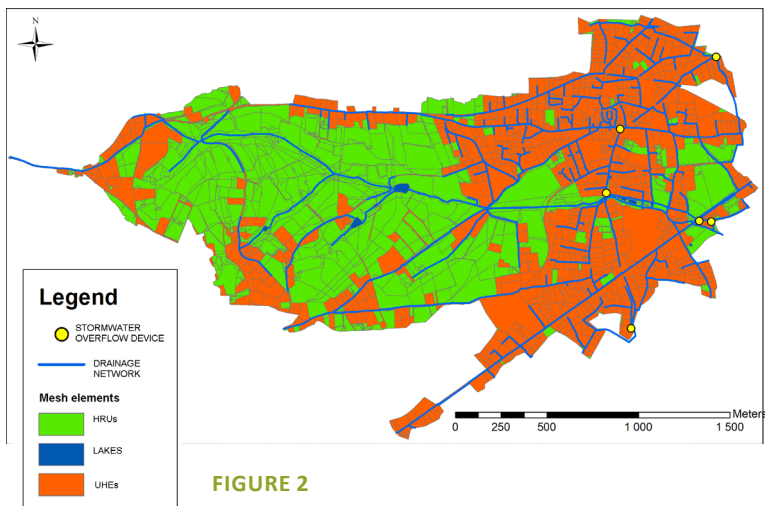 N
Legend
STORMWATER
OVERFLOW DEVICE
DRAINAGE
NETWORK
Mesh elements
HRUs
LAKES
UHEs
Meters
0 250 500 1 000 1 500
FIGURE 2